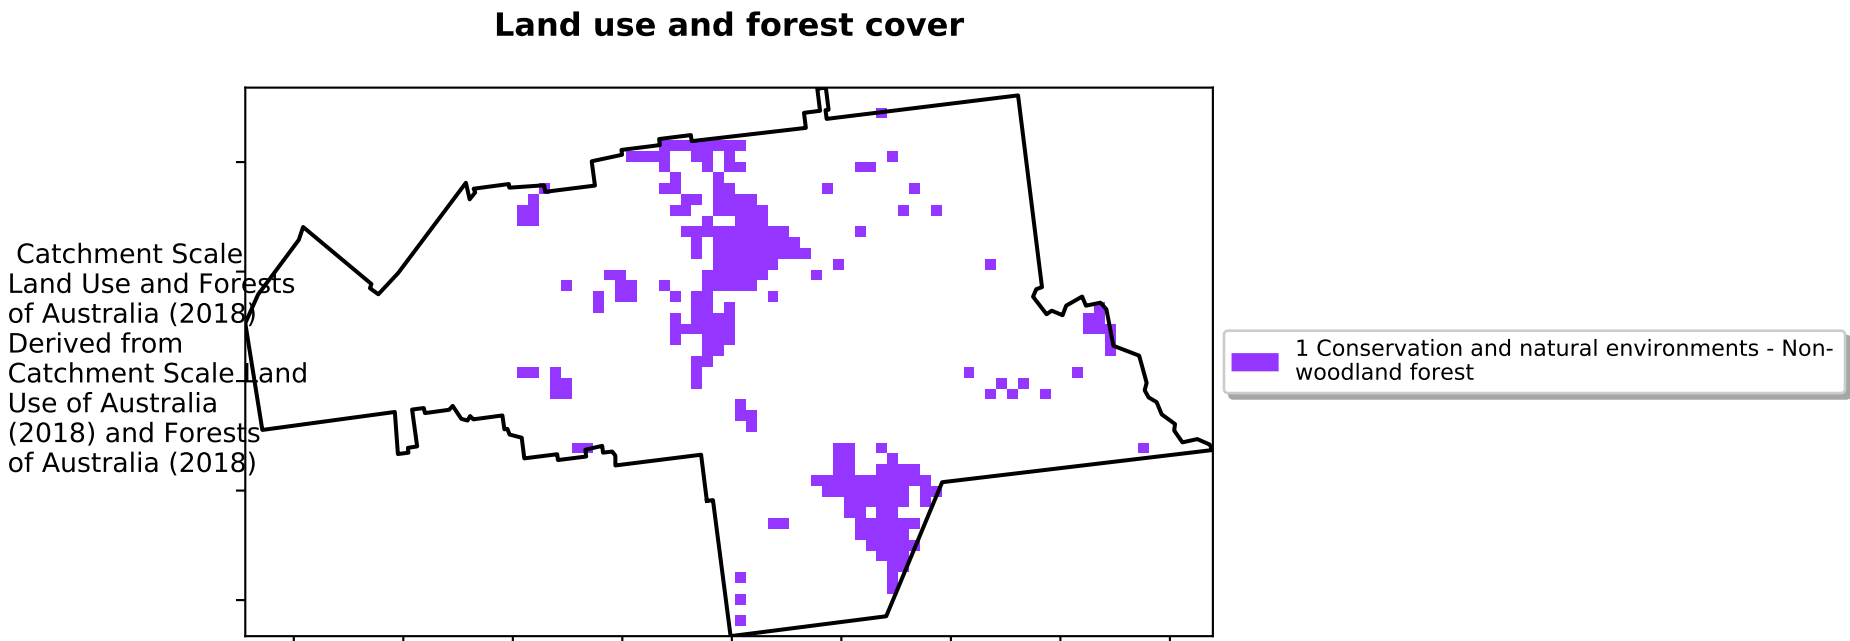 Land use and forest cover
Catchment Scale
Land Use and Forests
of Australia (2018)
Derived from
Catchment Scale Land
Use of Australia
(2018) and Forests
of Australia (2018)
1 Conservation and natural environments - Non-
woodland forest